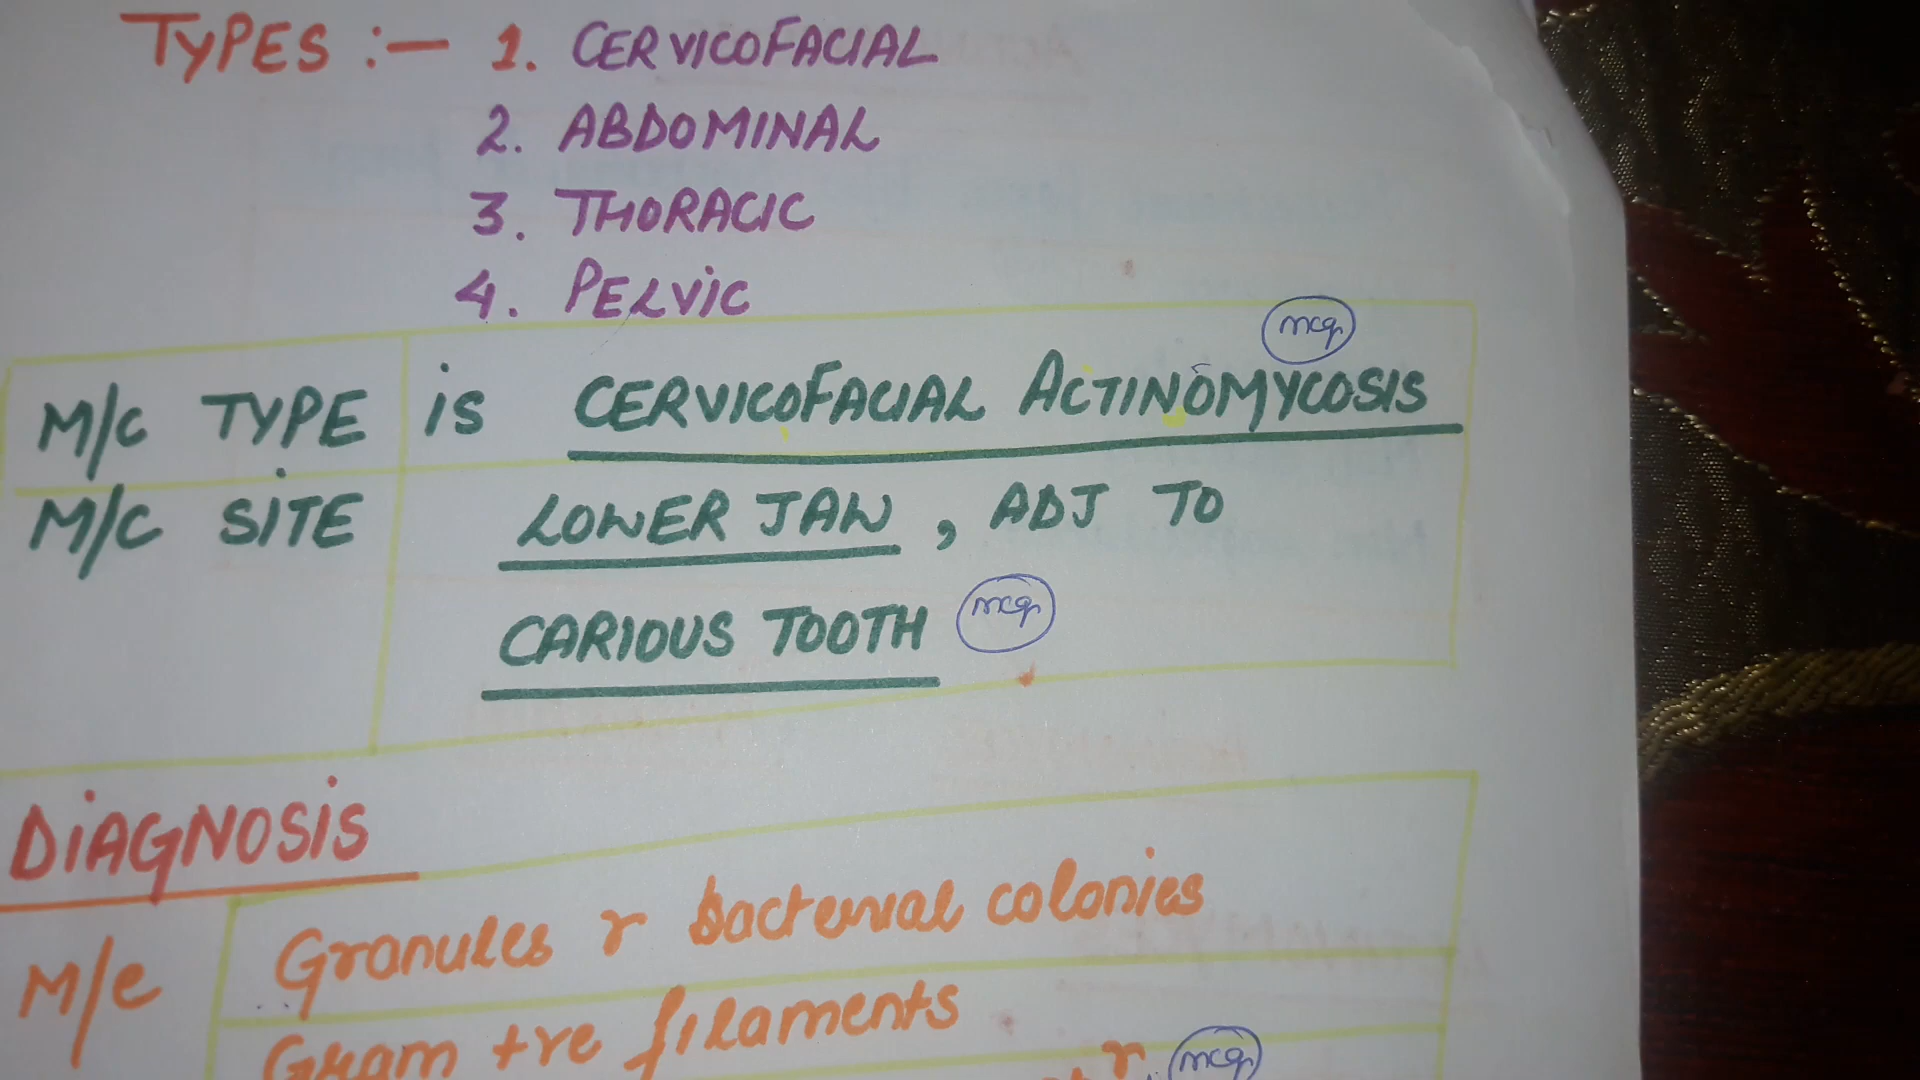 TYPES :- 1. CERVICOFACIAL
2. ABDOMINAL
3. THORACIC
4. PELVIC
mcq
M/C TYPE is CERVICOFACIAL ACTINOMYCOSIS
M/C SITE LOWER JAW, ADJ TO
CARIOUS TOOTH mcq
DIAGNOSIS
M/e Granules r bacterial colonies
Gram +ve filaments
r mcq